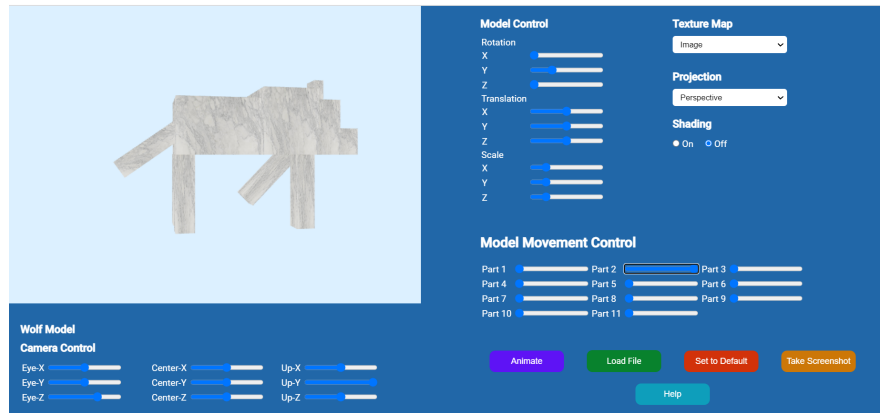 Model Control
Rotation
X
Y
Z
Translation
X
Y
Z
Scale
X
Y
Z
Texture Map
Image
Projection
Perspective
Shading
On Off
Model Movement Control
Part 1 Part 2 Part 3
Part 4 Part 5 Part 6
Part 7 Part 8 Part 9
Part 10 Part 11
Animate Load File Set to Default Take Screenshot
Help
Wolf Model
Camera Control
Eye-X Center-X Up-X
Eye-Y Center-Y Up-Y
Eye-Z Center-Z Up-Z